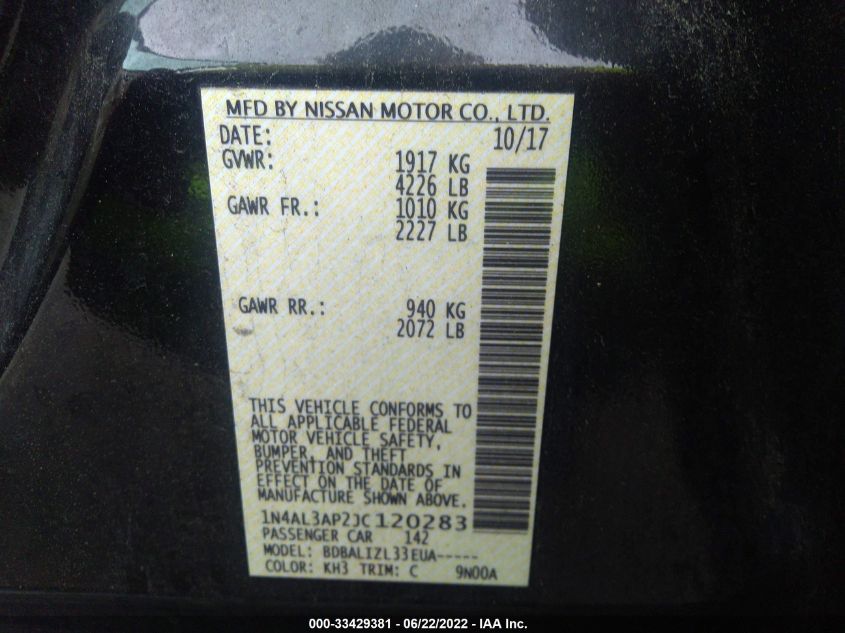 MFD BY NISSAN MOTOR CO., LTD.
DATE: 10/17
GVWR: 1917 KG
4226 LB
GAWR FR.: 1010 KG
2227 LB
GAWR RR.: 940 KG
2072 LB
THIS VEHICLE CONFORMS TO
ALL APPLICABLE FEDERAL
MOTOR VEHICLE SAFETY,
BUMPER, AND THEFT
PREVENTION STANDARDS IN
EFFECT ON THE DATE OF
MANUFACTURE SHOWN ABOVE.
1N4AL3AP2JC120283
PASSENGER CAR 142
MODEL: BDBALIZL33EUA-----
COLOR: KH3 TRIM: C 9N00A
000-33429381 - 06/22/2022 - IAA Inc.